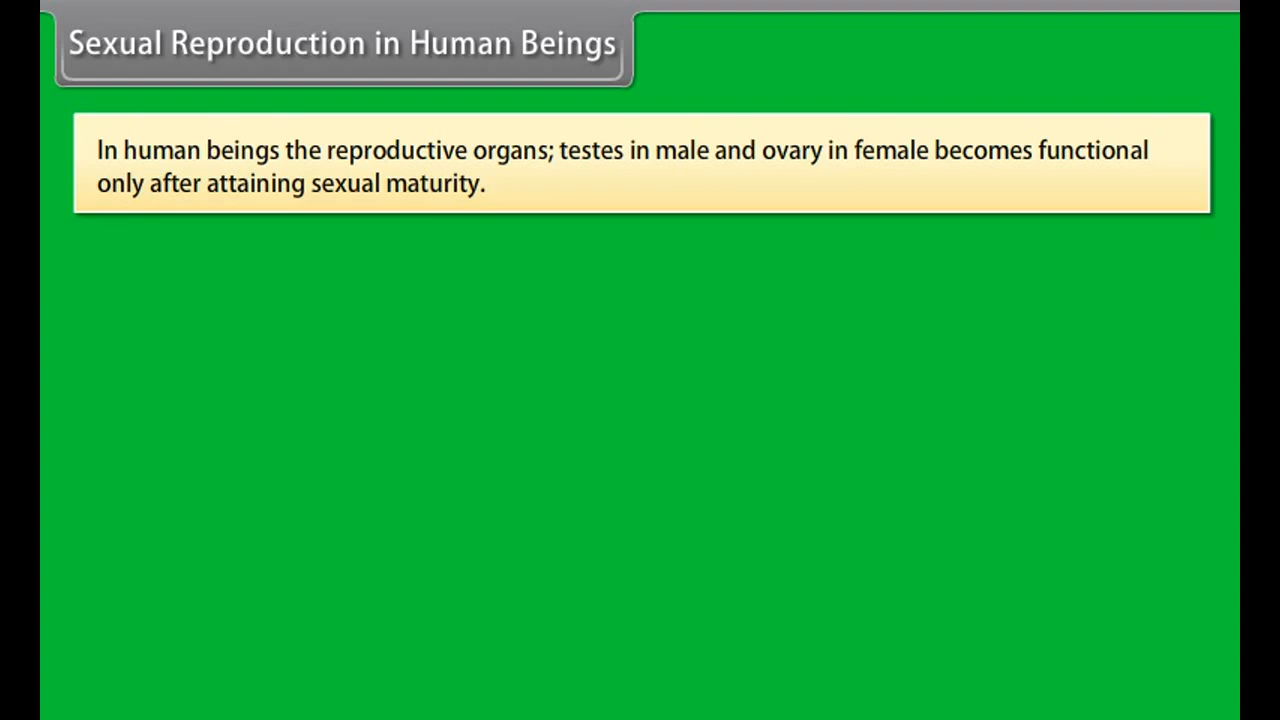 Sexual Reproduction in Human Beings
In human beings the reproductive organs; testes in male and ovary in female becomes functional
only after attaining sexual maturity.